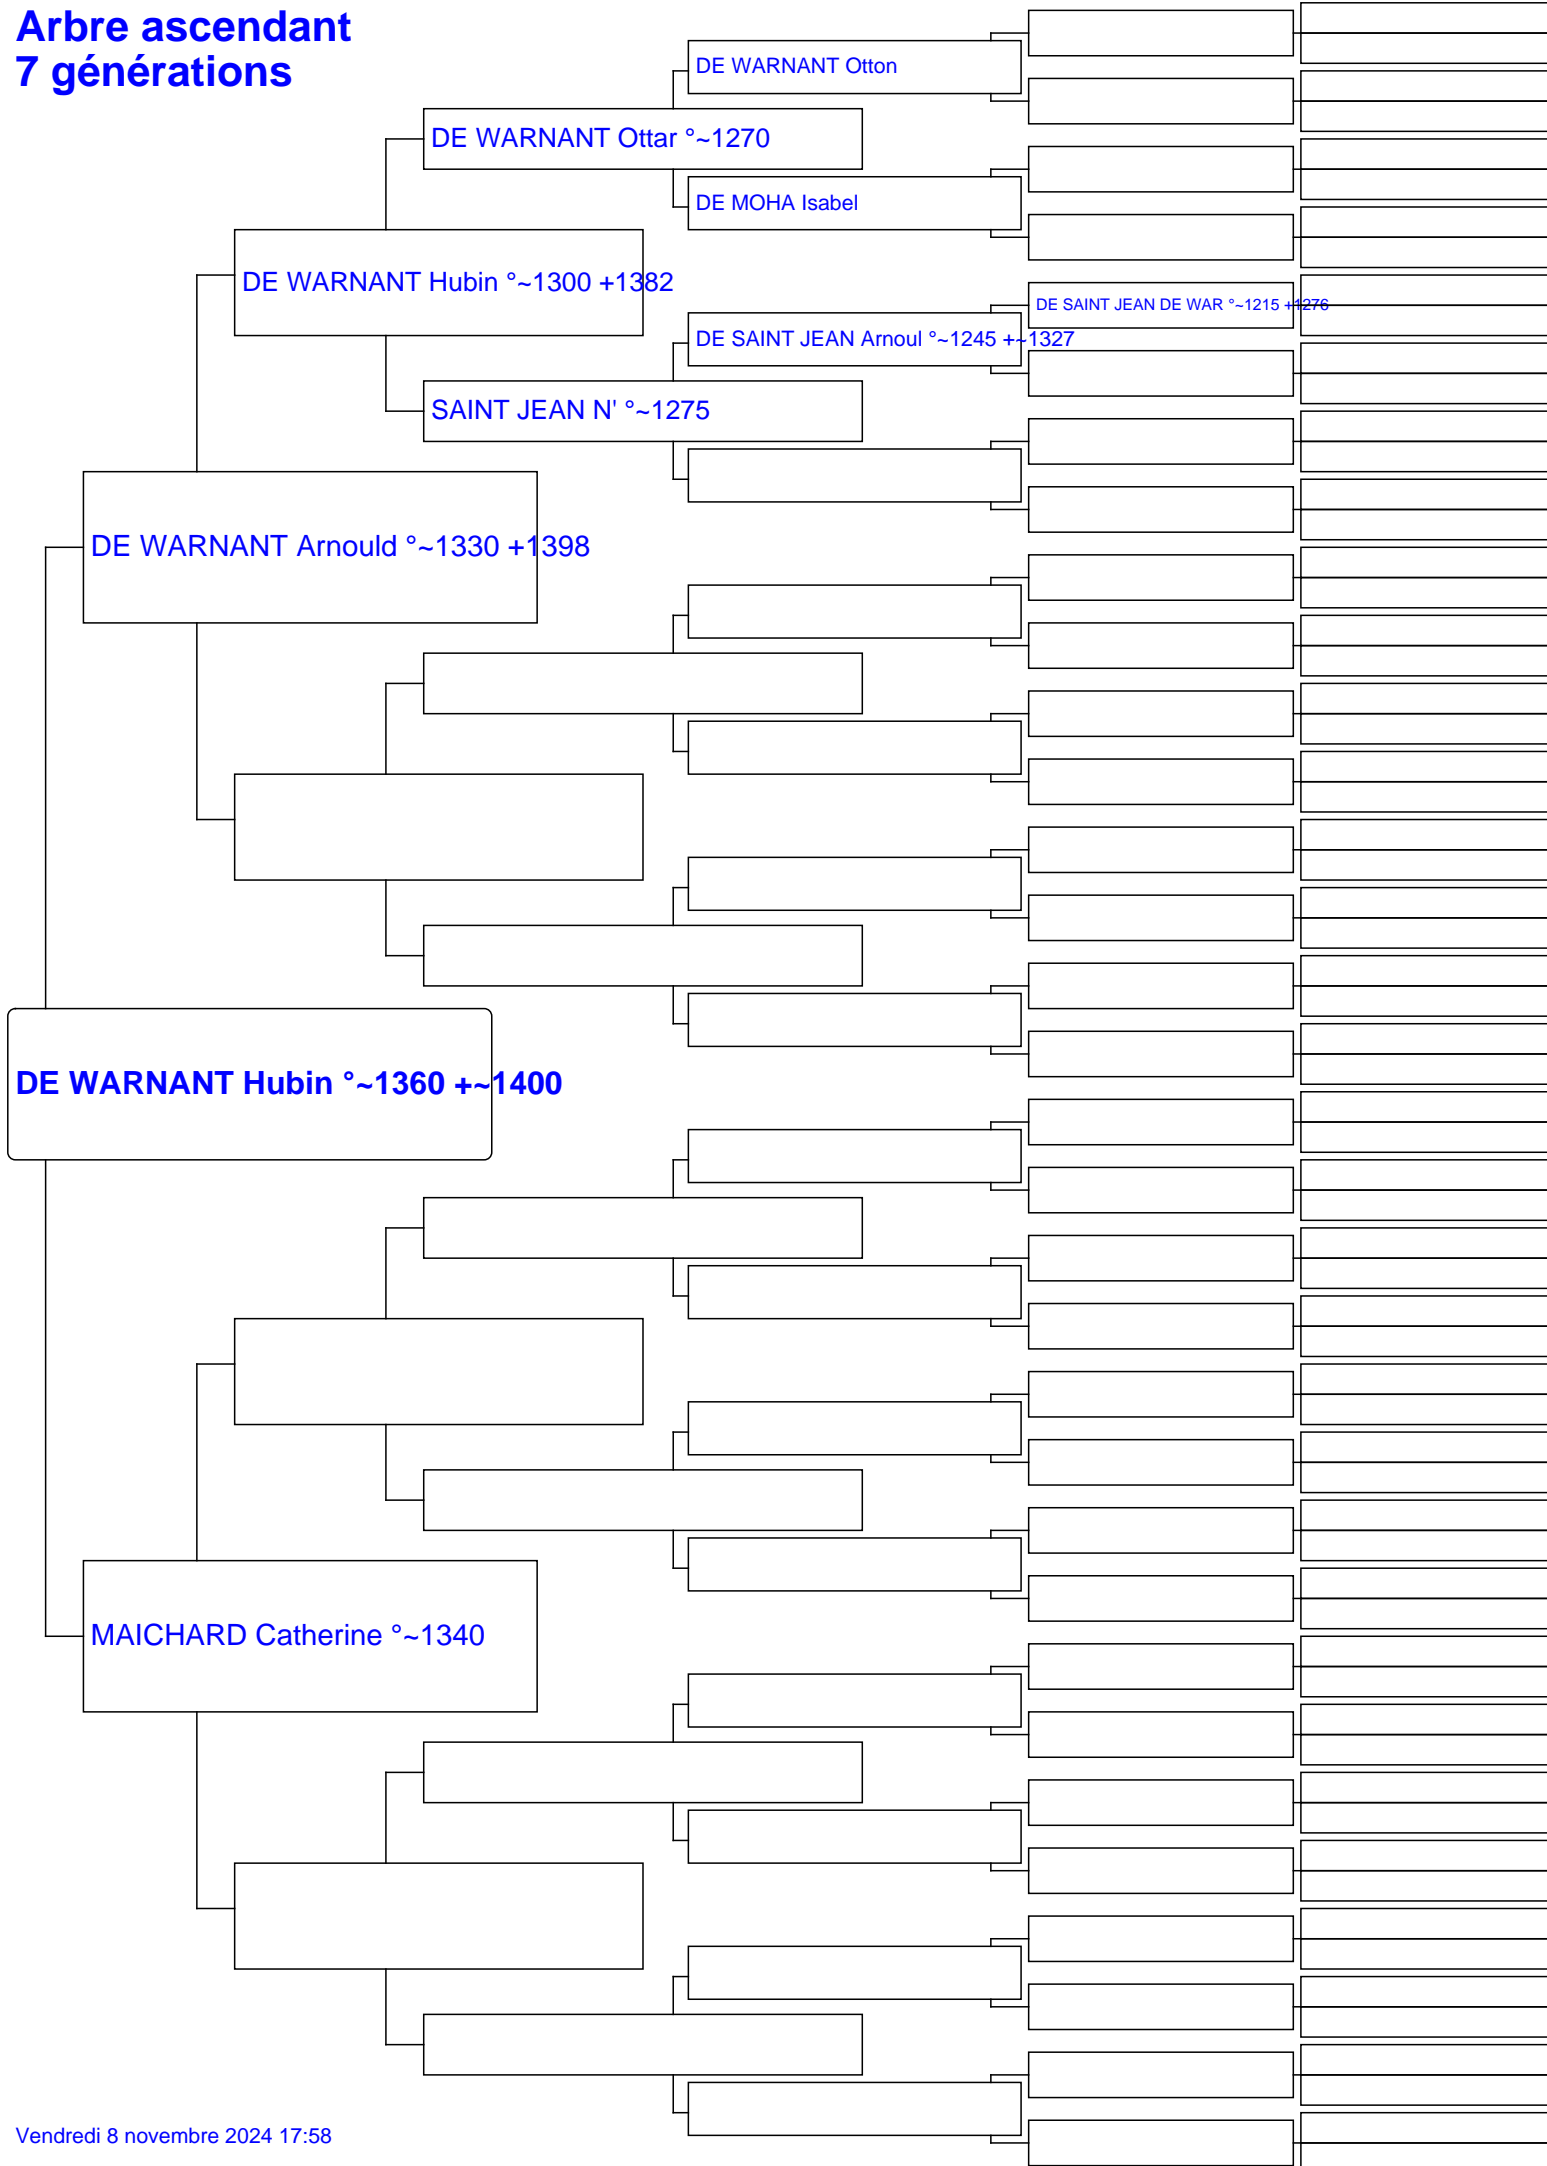 Arbre ascendant
7 générations
DE WARNANT Otton
DE WARNANT Ottar °~1270
DE MOHA Isabel
DE WARNANT Hubin °~1300 +1382
DE SAINT JEAN DE WAR °~1215 +1276
DE SAINT JEAN Arnoul °~1245 +~1327
SAINT JEAN N' °~1275
DE WARNANT Arnould °~1330 +1398
DE WARNANT Hubin °~1360 +~1400
MAICHARD Catherine °~1340
Vendredi 8 novembre 2024 17:58